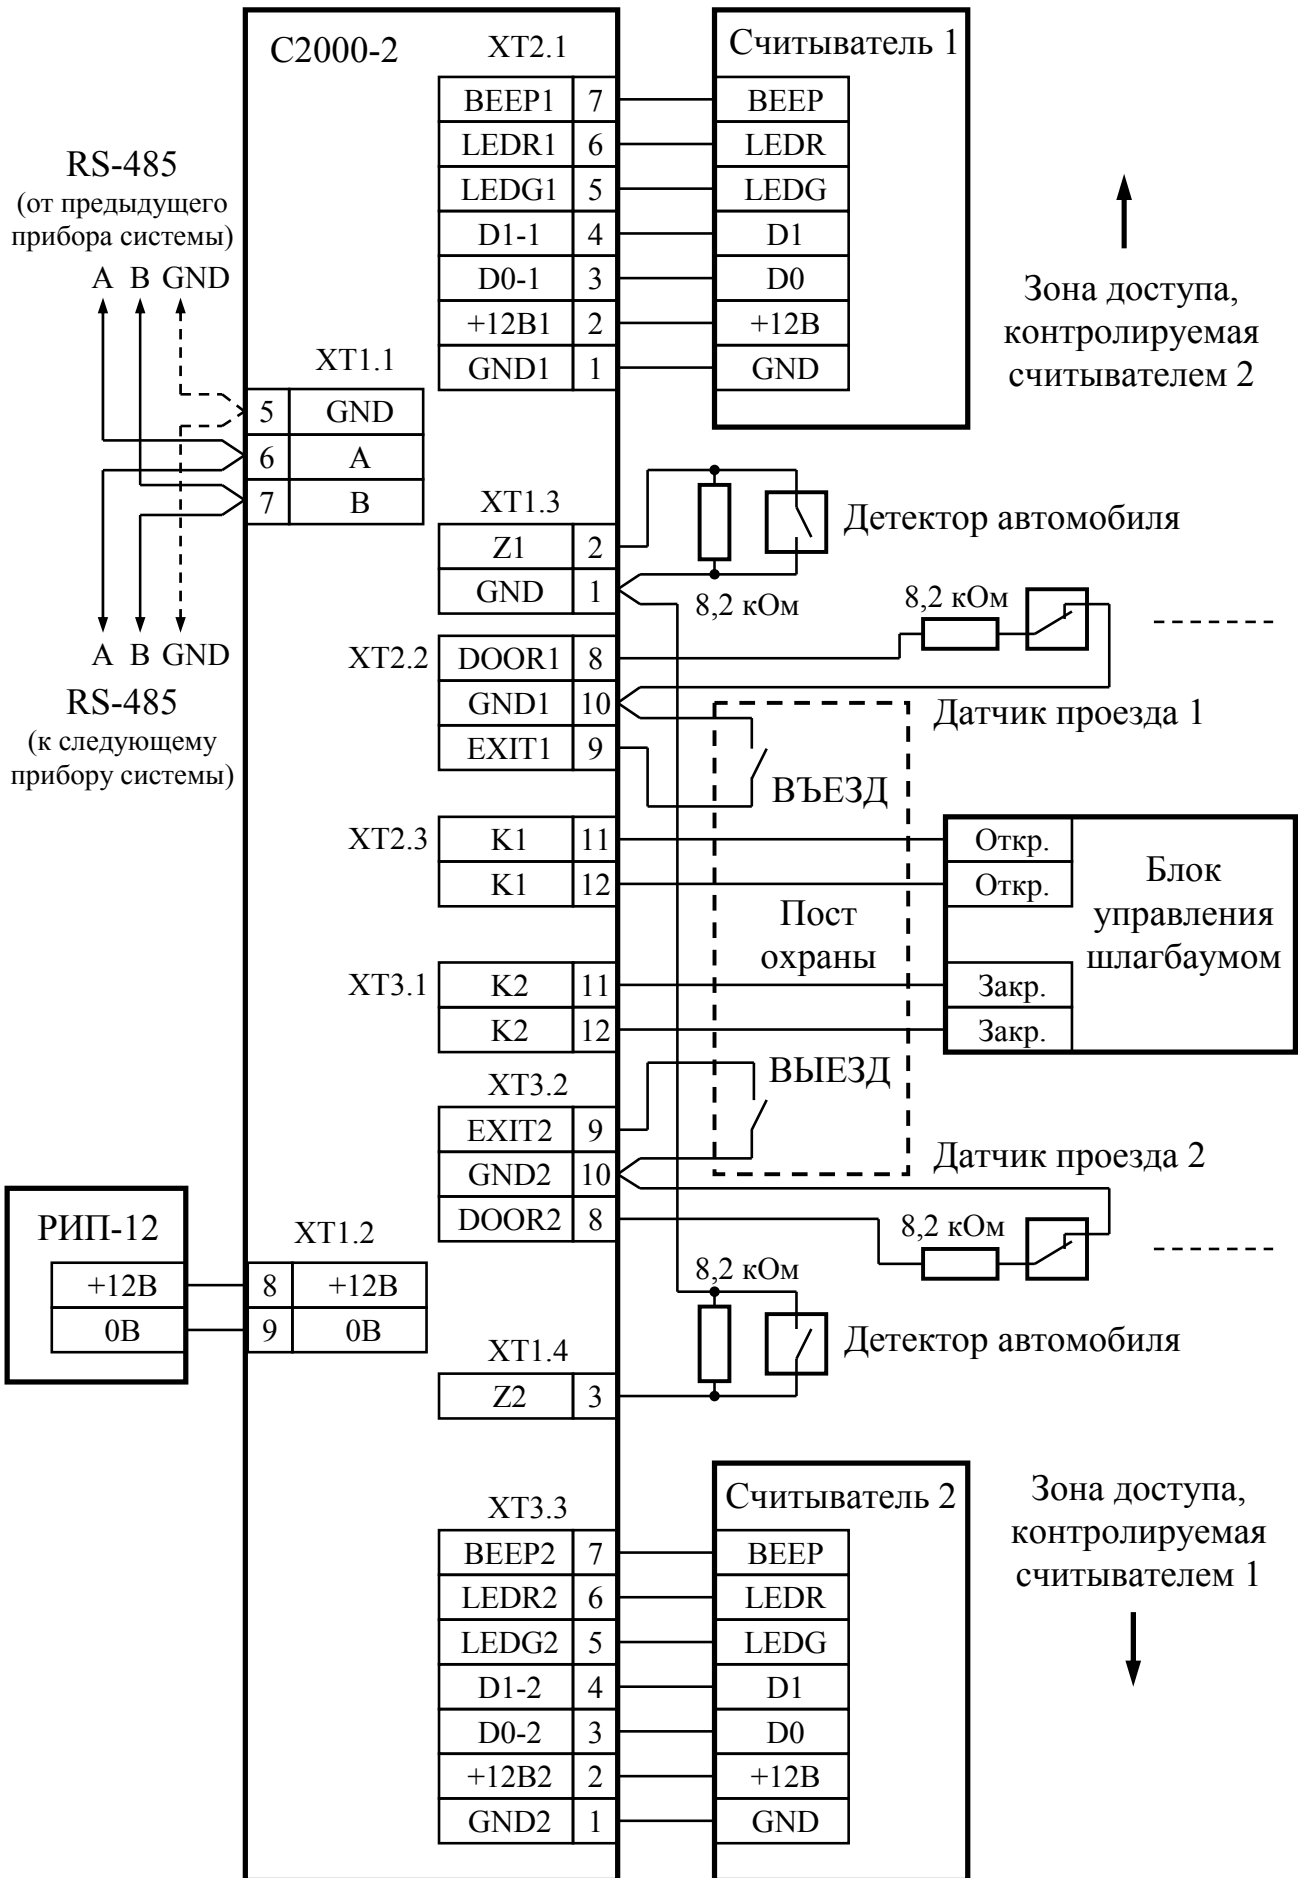 С2000-2
XT2.1
BEEP1 7
LEDR1 6
LEDG1 5
D1-1 4
D0-1 3
+12В1 2
GND1 1
Считыватель 1
BEEP
LEDR
LEDG
D1
D0
+12В
GND
RS-485
(от предыдущего
прибора системы)
A B GND
XT1.1
5 GND
6 A
7 B
A B GND
RS-485
(к следующему
прибору системы)
Зона доступа,
контролируемая
считывателем 2
XT1.3
Z1 2
GND 1
Детектор автомобиля
8,2 кОм
8,2 кОм
XT2.2
DOOR1 8
GND1 10
EXIT1 9
Датчик проезда 1
ВЪЕЗД
XT2.3
K1 11
K1 12
Откр.
Откр.
Блок
управления
шлагбаумом
Пост
охраны
XT3.1
K2 11
K2 12
Закр.
Закр.
ВЫЕЗД
XT3.2
EXIT2 9
GND2 10
DOOR2 8
Датчик проезда 2
8,2 кОм
РИП-12
+12В
0В
XT1.2
8 +12В
9 0В
8,2 кОм
Детектор автомобиля
XT1.4
Z2 3
XT3.3
BEEP2 7
LEDR2 6
LEDG2 5
D1-2 4
D0-2 3
+12В2 2
GND2 1
Считыватель 2
BEEP
LEDR
LEDG
D1
D0
+12В
GND
Зона доступа,
контролируемая
считывателем 1